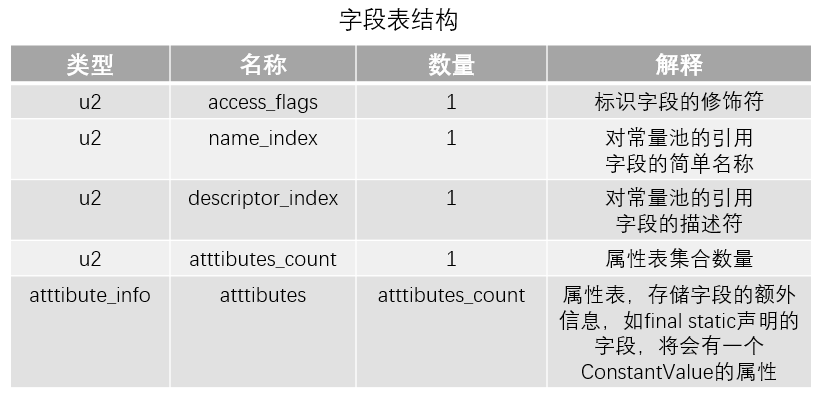 字段表结构
类型 名称 数量 解释
u2 access_flags 1 标识字段的修饰符
u2 name_index 1 对常量池的引用
字段的简单名称
u2 descriptor_index 1 对常量池的引用
字段的描述符
u2 atttibutes_count 1 属性表集合数量
atttibute_info atttibutes atttibutes_count 属性表，存储字段的额外
信息，如final static声明的
字段，将会有一个
ConstantValue的属性